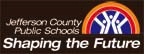 Jefferson County
Public Schools
Shaping the Future